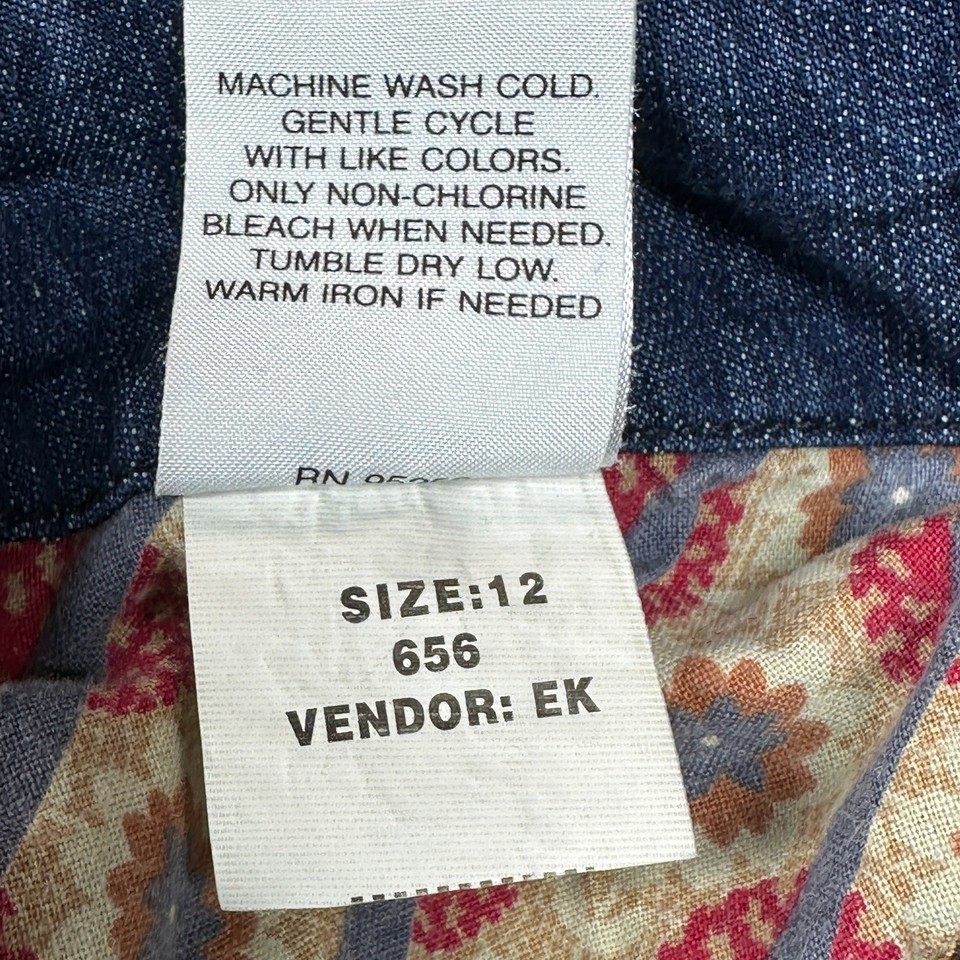 MACHINE WASH COLD.
GENTLE CYCLE
WITH LIKE COLORS.
ONLY NON-CHLORINE
BLEACH WHEN NEEDED.
TUMBLE DRY LOW.
WARM IRON IF NEEDED
RN
SIZE:12
656
VENDOR: EK